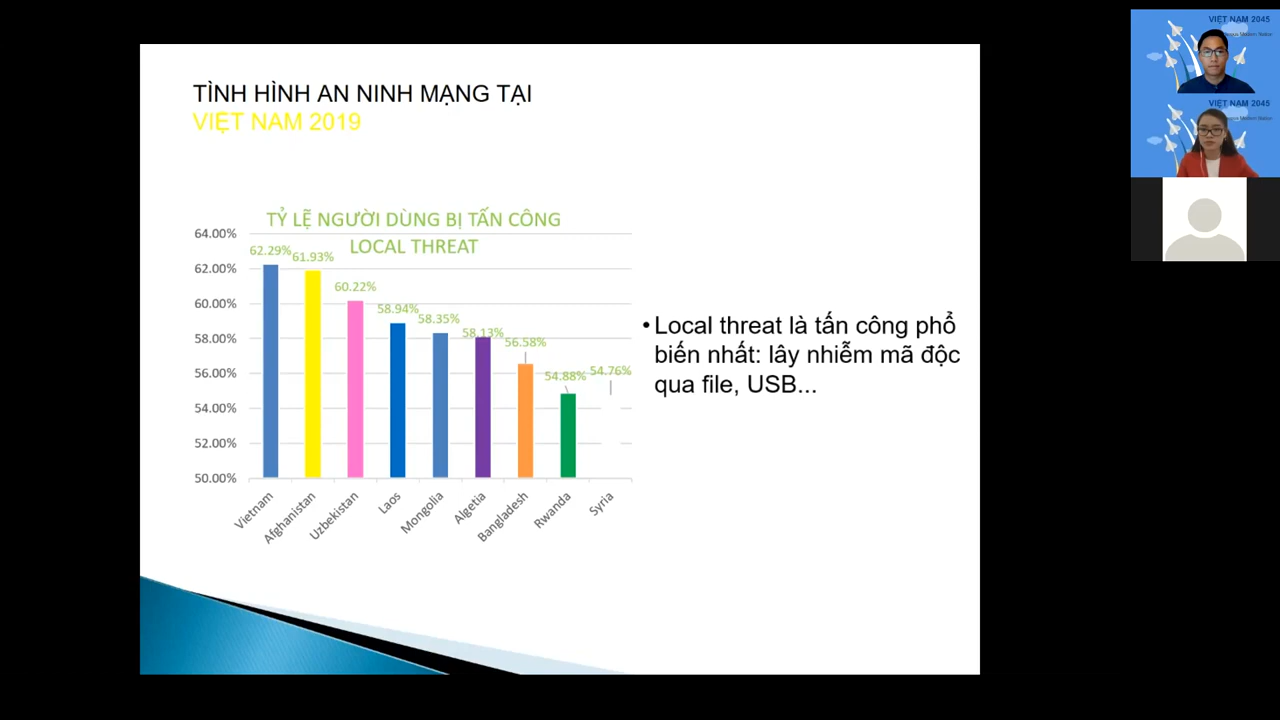 TÌNH HÌNH AN NINH MẠNG TẠI
VIỆT NAM 2019
TỶ LỆ NGƯỜI DÙNG BỊ TẤN CÔNG
LOCAL THREAT
64.00%
62.00%
60.00%
58.00%
56.00%
54.00%
52.00%
50.00%
62.29%
61.93%
60.22%
58.94%
58.35%
58.13%
56.58%
54.88%
54.76%
Vietnam
Afghanistan
Uzbekistan
Laos
Mongolia
Algetia
Bangladesh
Rwanda
Syria
•Local threat là tấn công phổ
biến nhất: lây nhiễm mã độc
qua file, USB...
VIỆT NAM 2045
VIỆT NAM 2045